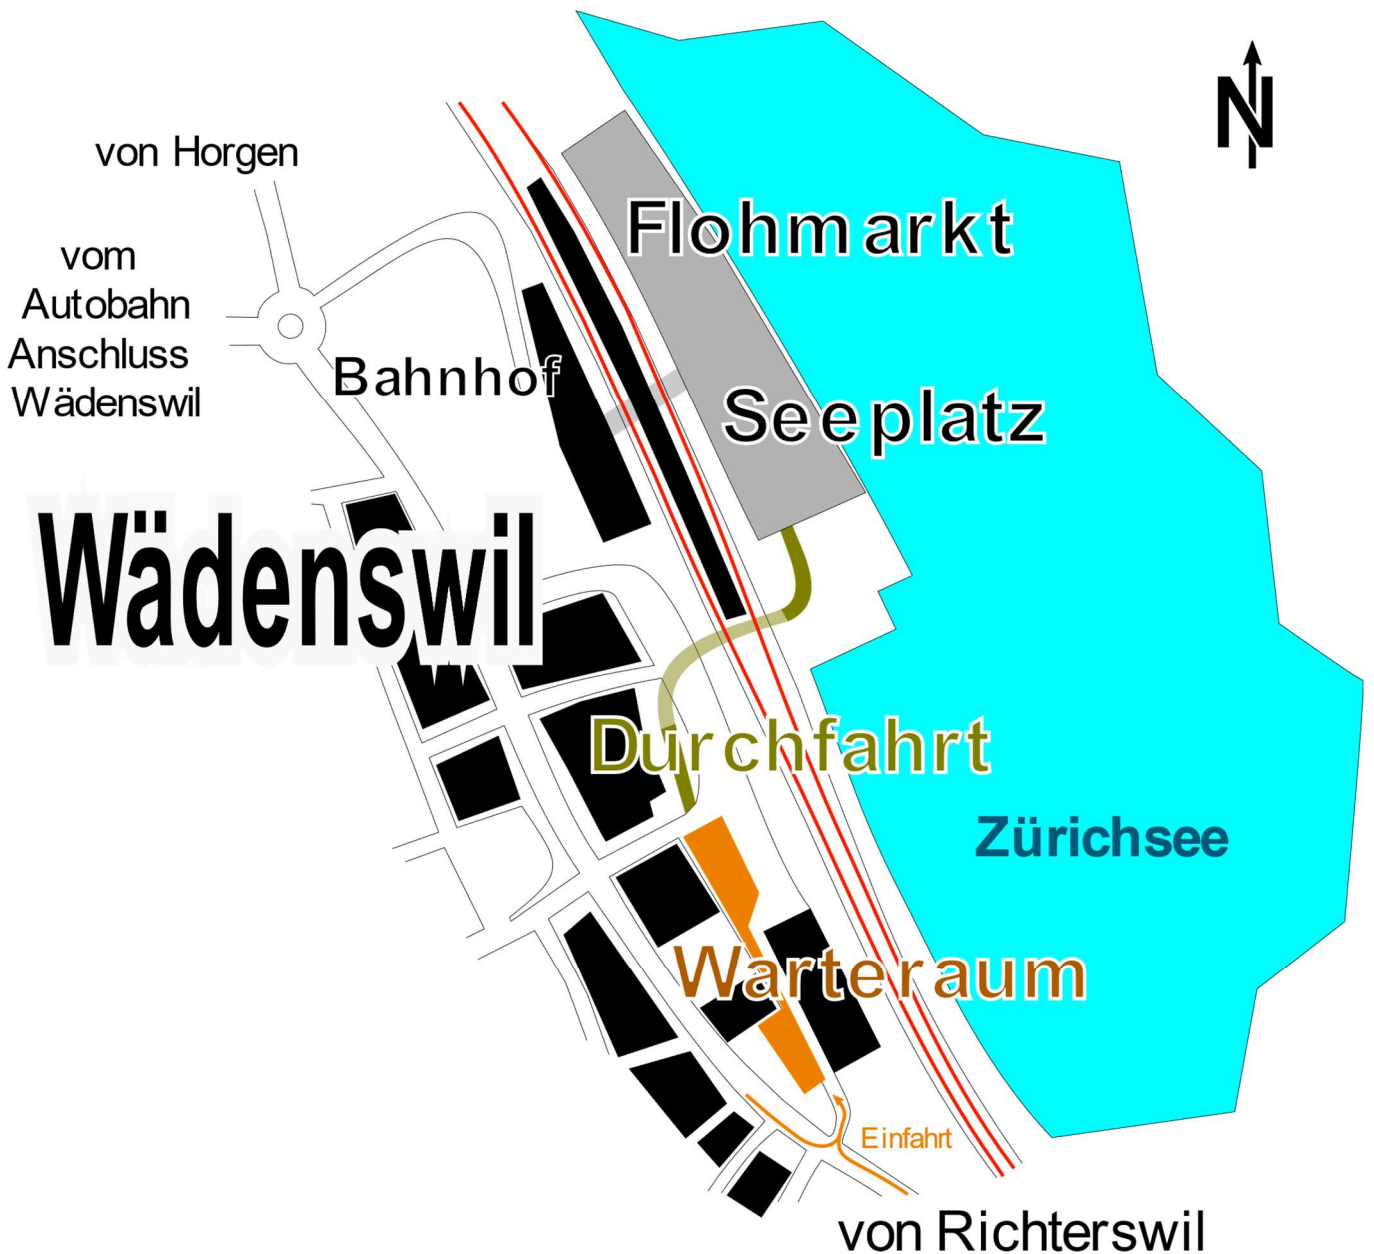 N
von Horgen
Flohmarkt
vom
Autobahn
Anschluss
Wädenswil
Bahnhof
Seeplatz
Wädenswil
Durchfahrt
Zürichsee
Warteraum
Einfahrt
von Richterswil